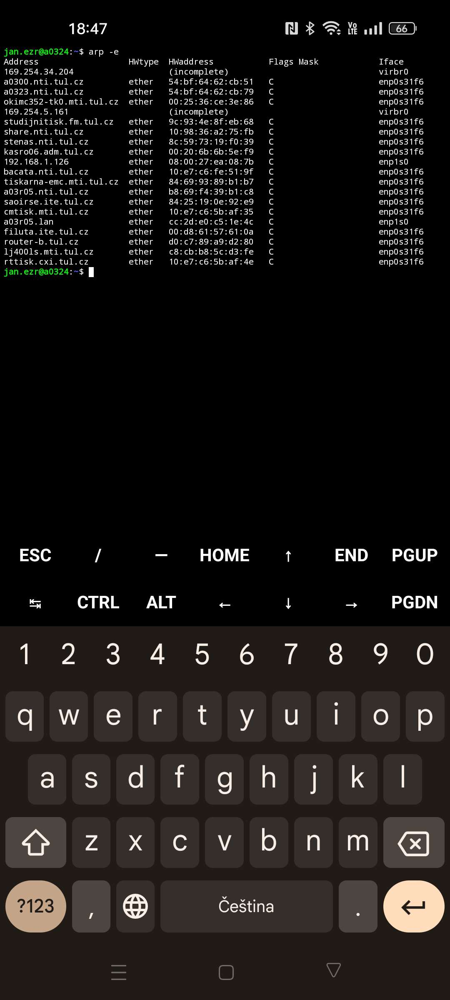 18:47 Vo LTE 66
jan.ezr@a0324:~$ arp -e
Address HWtype HWaddress Flags Mask Iface
169.254.34.204 (incomplete) virbr0
a0300.nti.tul.cz ether 54:bf:64:62:cb:51 C enp0s31f6
a0323.nti.tul.cz ether 54:bf:64:62:cb:79 C enp0s31f6
okimc352-tk0.mti.tul.cz ether 00:25:36:ce:3e:86 C enp0s31f6
169.254.5.161 (incomplete) virbr0
studijnitisk.fm.tul.cz ether 9c:93:4e:8f:eb:68 C enp0s31f6
share.nti.tul.cz ether 10:98:36:a2:75:fb C enp0s31f6
stenas.nti.tul.cz ether 8c:59:73:19:f0:39 C enp0s31f6
kasro06.adm.tul.cz ether 00:20:6b:6b:5e:f9 C enp0s31f6
192.168.1.126 ether 08:00:27:ea:08:7b C enp1s0
bacata.nti.tul.cz ether 10:e7:c6:fe:51:9f C enp0s31f6
tiskarna-emc.mti.tul.cz ether 84:69:93:89:b1:b7 C enp0s31f6
a03r05.nti.tul.cz ether b8:69:f4:39:b1:c8 C enp0s31f6
saoirse.ite.tul.cz ether 84:25:19:0e:92:e9 C enp0s31f6
cmtisk.mti.tul.cz ether 10:e7:c6:5b:af:35 C enp0s31f6
a03r05.lan ether cc:2d:e0:c5:1e:4c C enp1s0
filuta.ite.tul.cz ether 00:d8:61:57:61:0a C enp0s31f6
router-b.tul.cz ether d0:c7:89:a9:d2:80 C enp0s31f6
lj400ls.mti.tul.cz ether c8:cb:b8:5c:d3:fe C enp0s31f6
rttisk.cxi.tul.cz ether 10:e7:c6:5b:af:4e C enp0s31f6
jan.ezr@a0324:~$
ESC / — HOME ↑ END PGUP
↹ CTRL ALT ← ↓ → PGDN
1 2 3 4 5 6 7 8 9 0
q w e r t y u i o p
a s d f g h j k l
z x c v b n m
?123 , Čeština .